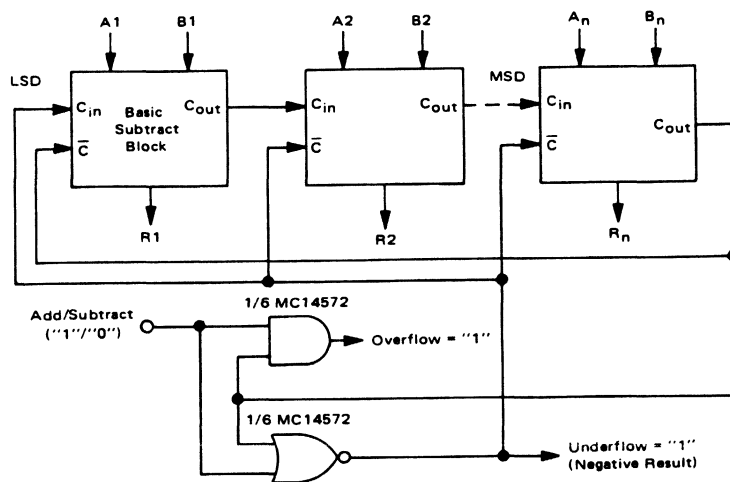 A1 B1 A2 B2 An Bn
LSD MSD
Cin Basic Subtract Block Cout
C̅
Cin Cout
C̅
Cin Cout
C̅
R1 R2 Rn
1/6 MC14572
Add/Subtract
("1"/"0")
Overflow = "1"
1/6 MC14572
Underflow = "1"
(Negative Result)